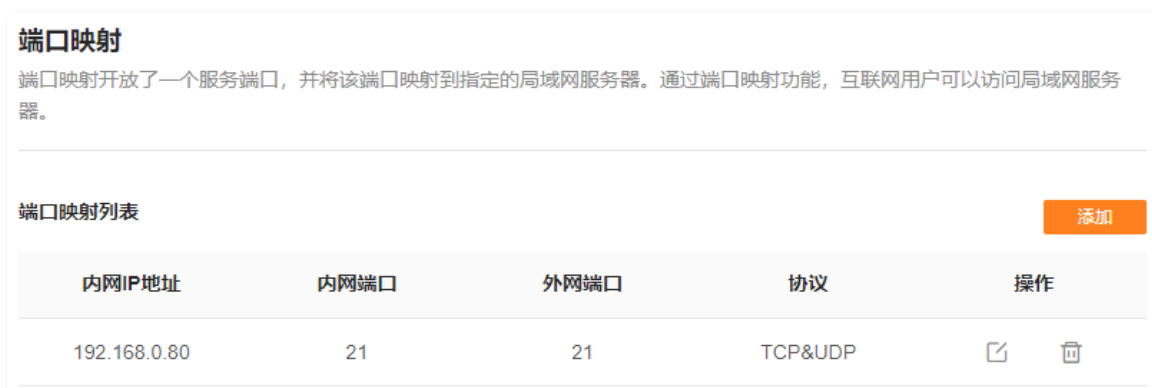 端口映射
端口映射开放了一个服务端口，并将该端口映射到指定的局域网服务器。通过端口映射功能，互联网用户可以访问局域网服务
器。
端口映射列表
添加
内网IP地址 内网端口 外网端口 协议 操作
192.168.0.80 21 21 TCP&UDP